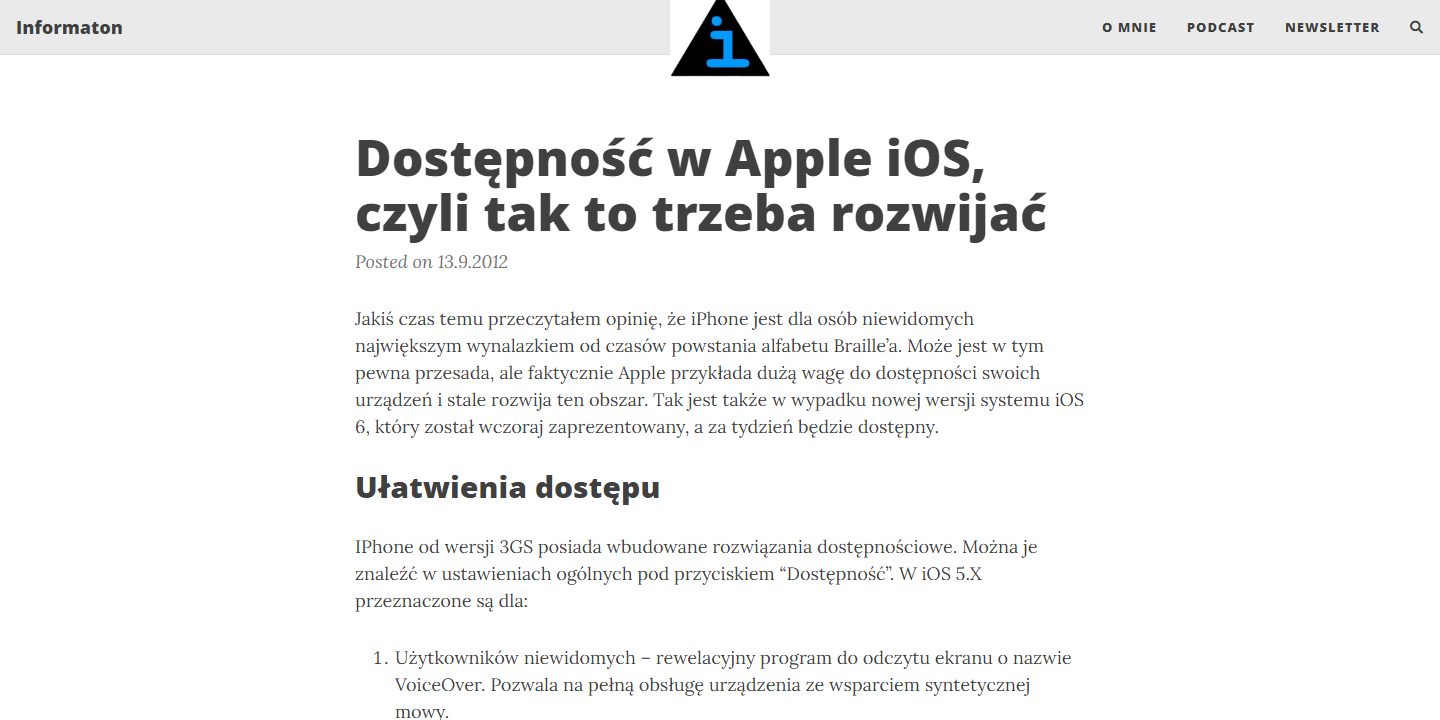 Informaton
i
O MNIE
PODCAST
NEWSLETTER
Dostępność w Apple iOS,
czyli tak to trzeba rozwijać
Posted on 13.9.2012
Jakiś czas temu przeczytałem opinię, że iPhone jest dla osób niewidomych
największym wynalazkiem od czasów powstania alfabetu Braille’a. Może jest w tym
pewna przesada, ale faktycznie Apple przykłada dużą wagę do dostępności swoich
urządzeń i stale rozwija ten obszar. Tak jest także w wypadku nowej wersji systemu iOS
6, który został wczoraj zaprezentowany, a za tydzień będzie dostępny.
Ułatwienia dostępu
IPhone od wersji 3GS posiada wbudowane rozwiązania dostępnościowe. Można je
znaleźć w ustawieniach ogólnych pod przyciskiem “Dostępność”. W iOS 5.X
przeznaczone są dla:
1. Użytkowników niewidomych – rewelacyjny program do odczytu ekranu o nazwie
VoiceOver. Pozwala na pełną obsługę urządzenia ze wsparciem syntetycznej
mowy.